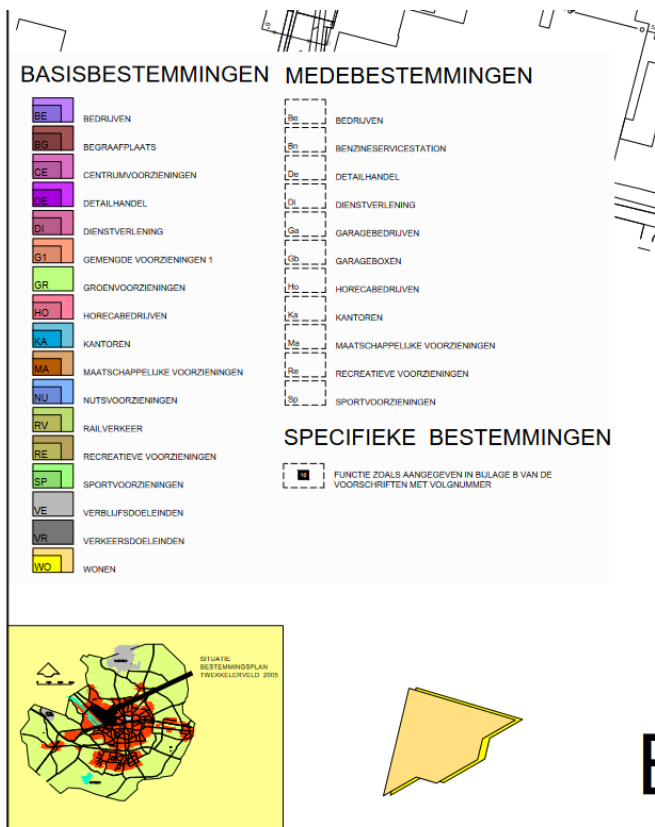 BASISBESTEMMINGEN
BE BEDRIJVEN
BG BEGRAAFPLAATS
CE CENTRUMVOORZIENINGEN
DE DETAILHANDEL
DI DIENSTVERLENING
G1 GEMENGDE VOORZIENINGEN 1
GR GROENVOORZIENINGEN
HO HORECABEDRIJVEN
KA KANTOREN
MA MAATSCHAPPELIJKE VOORZIENINGEN
NU NUTSVOORZIENINGEN
RV RAILVERKEER
RE RECREATIEVE VOORZIENINGEN
SP SPORTVOORZIENINGEN
VE VERBLIJFSDOELEINDEN
VR VERKEERSDOELEINDEN
WO WONEN
MEDEBESTEMMINGEN
Be BEDRIJVEN
Bn BENZINESERVICESTATION
De DETAILHANDEL
Di DIENSTVERLENING
Ga GARAGEBEDRIJVEN
Gb GARAGEBOXEN
Ho HORECABEDRIJVEN
Ka KANTOREN
Ma MAATSCHAPPELIJKE VOORZIENINGEN
Re RECREATIEVE VOORZIENINGEN
Sp SPORTVOORZIENINGEN
SPECIFIEKE BESTEMMINGEN
10 FUNCTIE ZOALS AANGEGEVEN IN BIJLAGE B VAN DE
VOORSCHRIFTEN MET VOLGNUMMER
SITUATIE
BESTEMMINGSPLAN
TWEKKELERVELD 2005